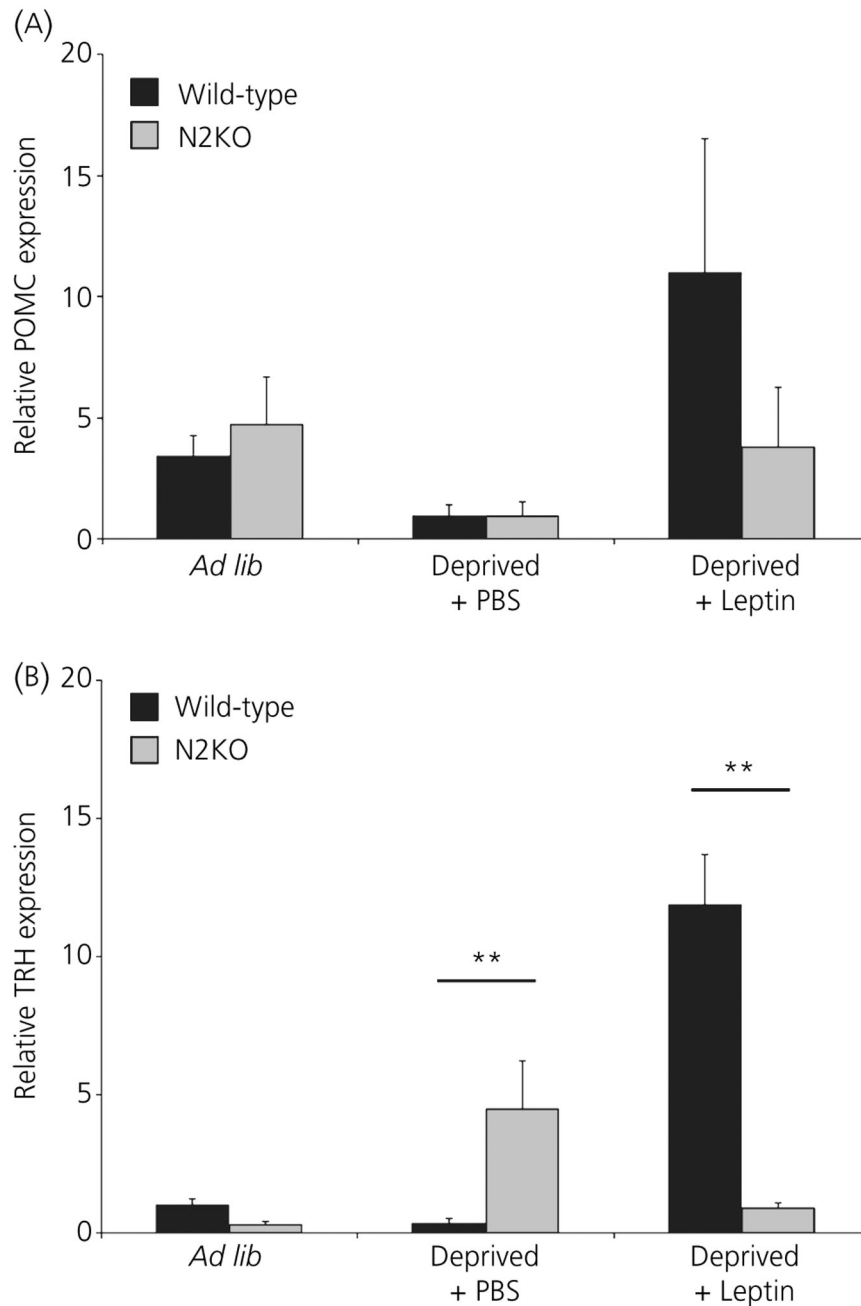 (A)
20
15
10
5
0
Relative POMC expression
Wild-type
N2KO
Ad lib
Deprived
+ PBS
Deprived
+ Leptin
(B)
20
15
10
5
0
Relative TRH expression
Wild-type
N2KO
**
**
Ad lib
Deprived
+ PBS
Deprived
+ Leptin